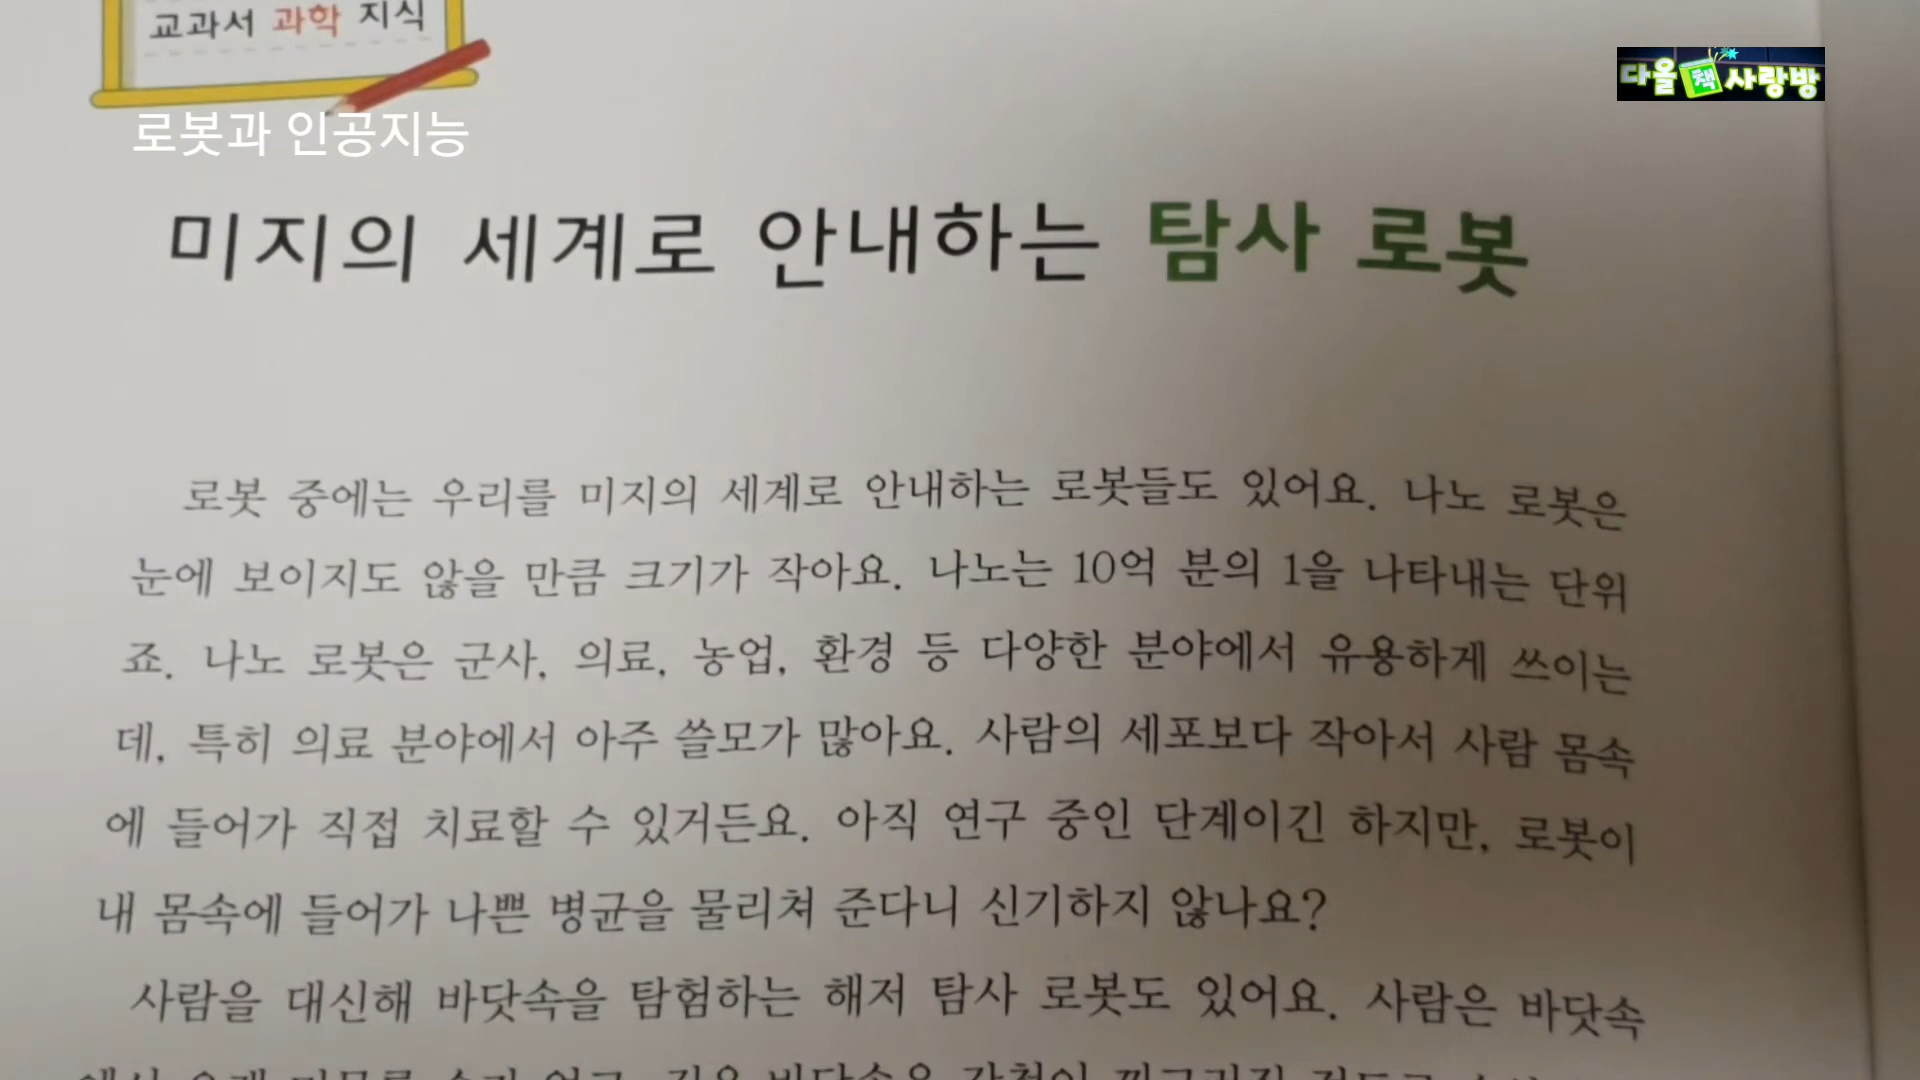 교과서 과학 지식
다올 책 사랑방
로봇과 인공지능
미지의 세계로 안내하는 탐사 로봇
로봇 중에는 우리를 미지의 세계로 안내하는 로봇들도 있어요. 나노 로봇은
눈에 보이지도 않을 만큼 크기가 작아요. 나노는 10억 분의 1을 나타내는 단위
죠. 나노 로봇은 군사, 의료, 농업, 환경 등 다양한 분야에서 유용하게 쓰이는
데, 특히 의료 분야에서 아주 쓸모가 많아요. 사람의 세포보다 작아서 사람 몸속
에 들어가 직접 치료할 수 있거든요. 아직 연구 중인 단계이긴 하지만, 로봇이
내 몸속에 들어가 나쁜 병균을 물리쳐 준다니 신기하지 않나요?
사람을 대신해 바닷속을 탐험하는 해저 탐사 로봇도 있어요. 사람은 바닷속